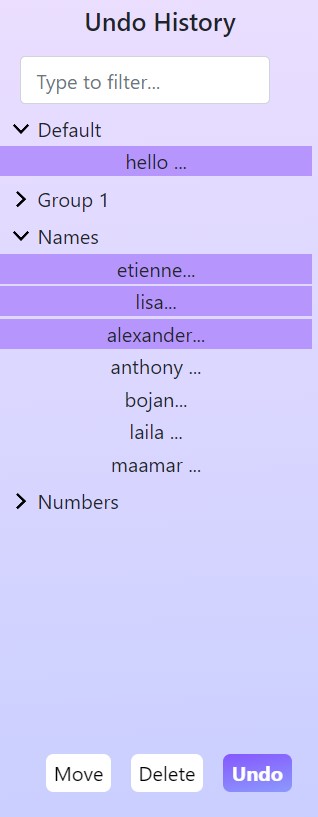 Undo History
Type to filter...
Default
hello ...
Group 1
Names
etienne...
lisa...
alexander...
anthony ...
bojan...
laila ...
maamar ...
Numbers
Move Delete Undo